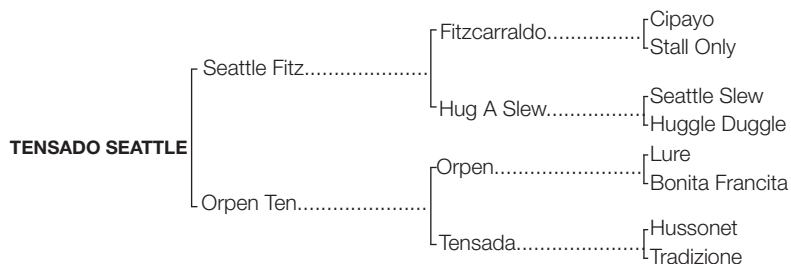 Cipayo
Fitzcarraldo................
Stall Only
Seattle Fitz....................
Seattle Slew
Hug A Slew.................
Huggle Duggle
TENSADO SEATTLE
Lure
Orpen.........................
Bonita Francita
Orpen Ten.....................
Hussonet
Tensada.....................
Tradizione